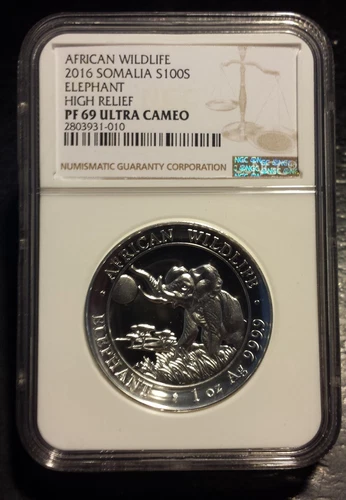 AFRICAN WILDLIFE
2016 SOMALIA S100S
ELEPHANT
HIGH RELIEF
PF 69 ULTRA CAMEO
2803931-010
NUMISMATIC GUARANTY CORPORATION
AFRICAN WILDLIFE
ELEPHANT
1 oz Ag 9999